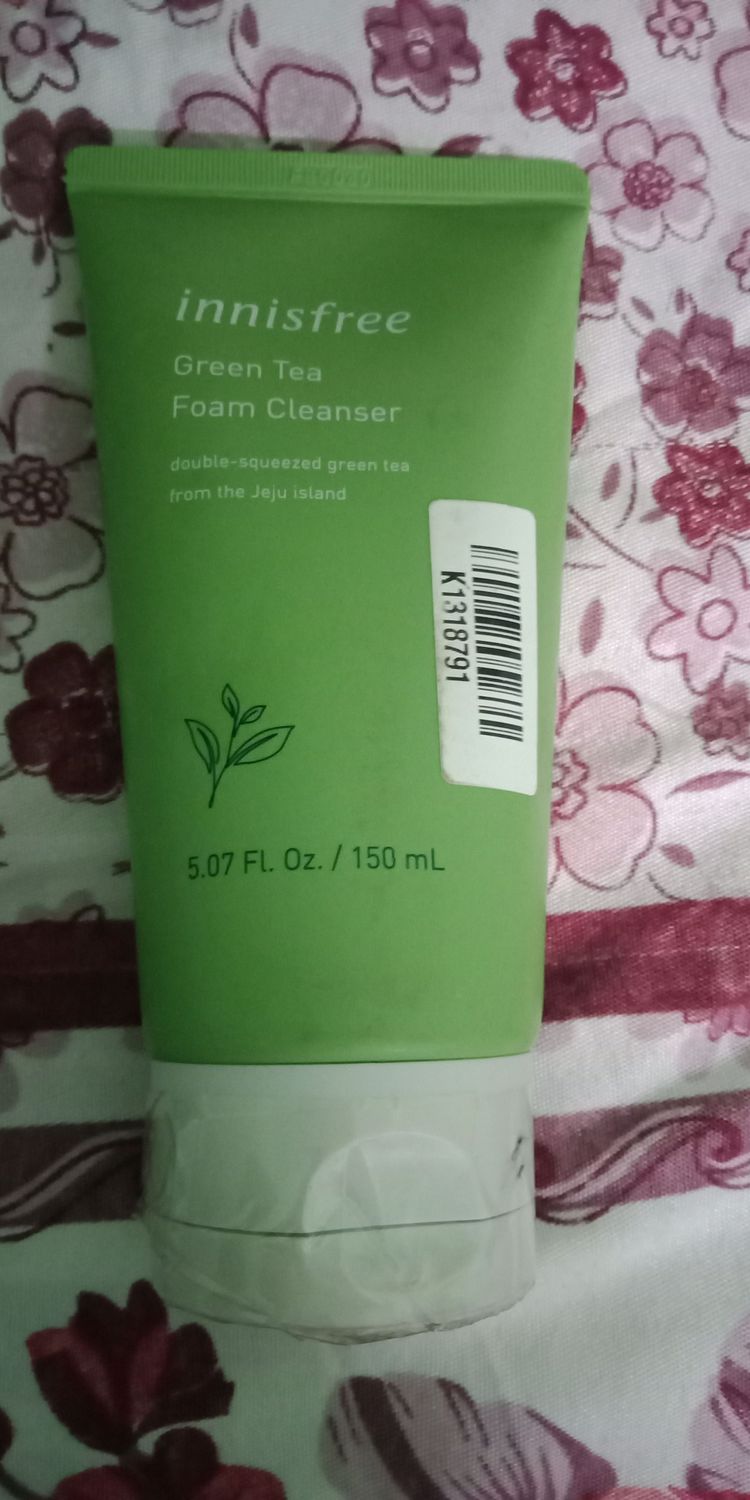 innisfree
Green Tea
Foam Cleanser
double-squeezed green tea
from the Jeju island
K1318791
5.07 Fl. Oz. / 150 mL